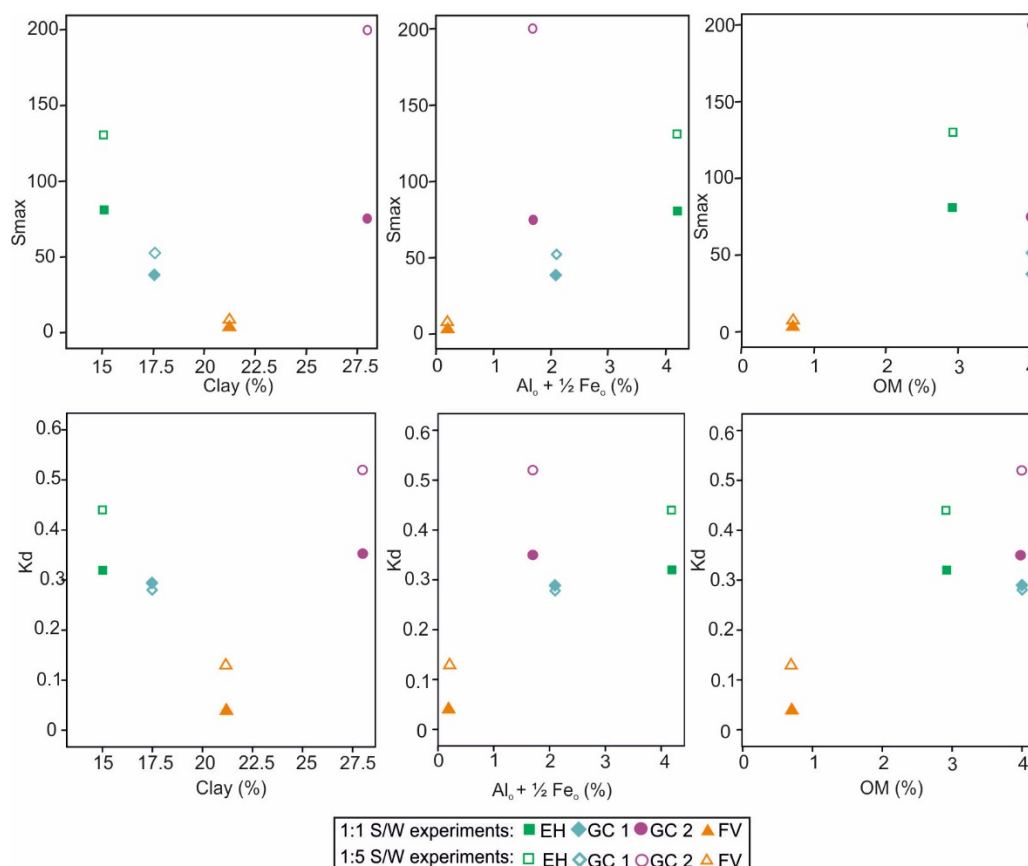 200
150
100
50
0
Smax
15 17.5 20 22.5 25 27.5
Clay (%)
200
150
100
50
0
0 1 2 3 4
Alₒ + ½ Feₒ (%)
200
150
100
50
0
Smax
0 1 2 3 4
OM (%)
0.6
0.5
0.4
0.3
0.2
0.1
0
Kd
15 17.5 20 22.5 25 27.5
Clay (%)
0.6
0.5
0.4
0.3
0.2
0.1
0
Kd
0 1 2 3 4
Alₒ + ½ Feₒ (%)
0.6
0.5
0.4
0.3
0.2
0.1
0
Kd
0 1 2 3 4
OM (%)
1:1 S/W experiments: EH GC 1 GC 2 FV
1:5 S/W experiments: EH GC 1 GC 2 FV